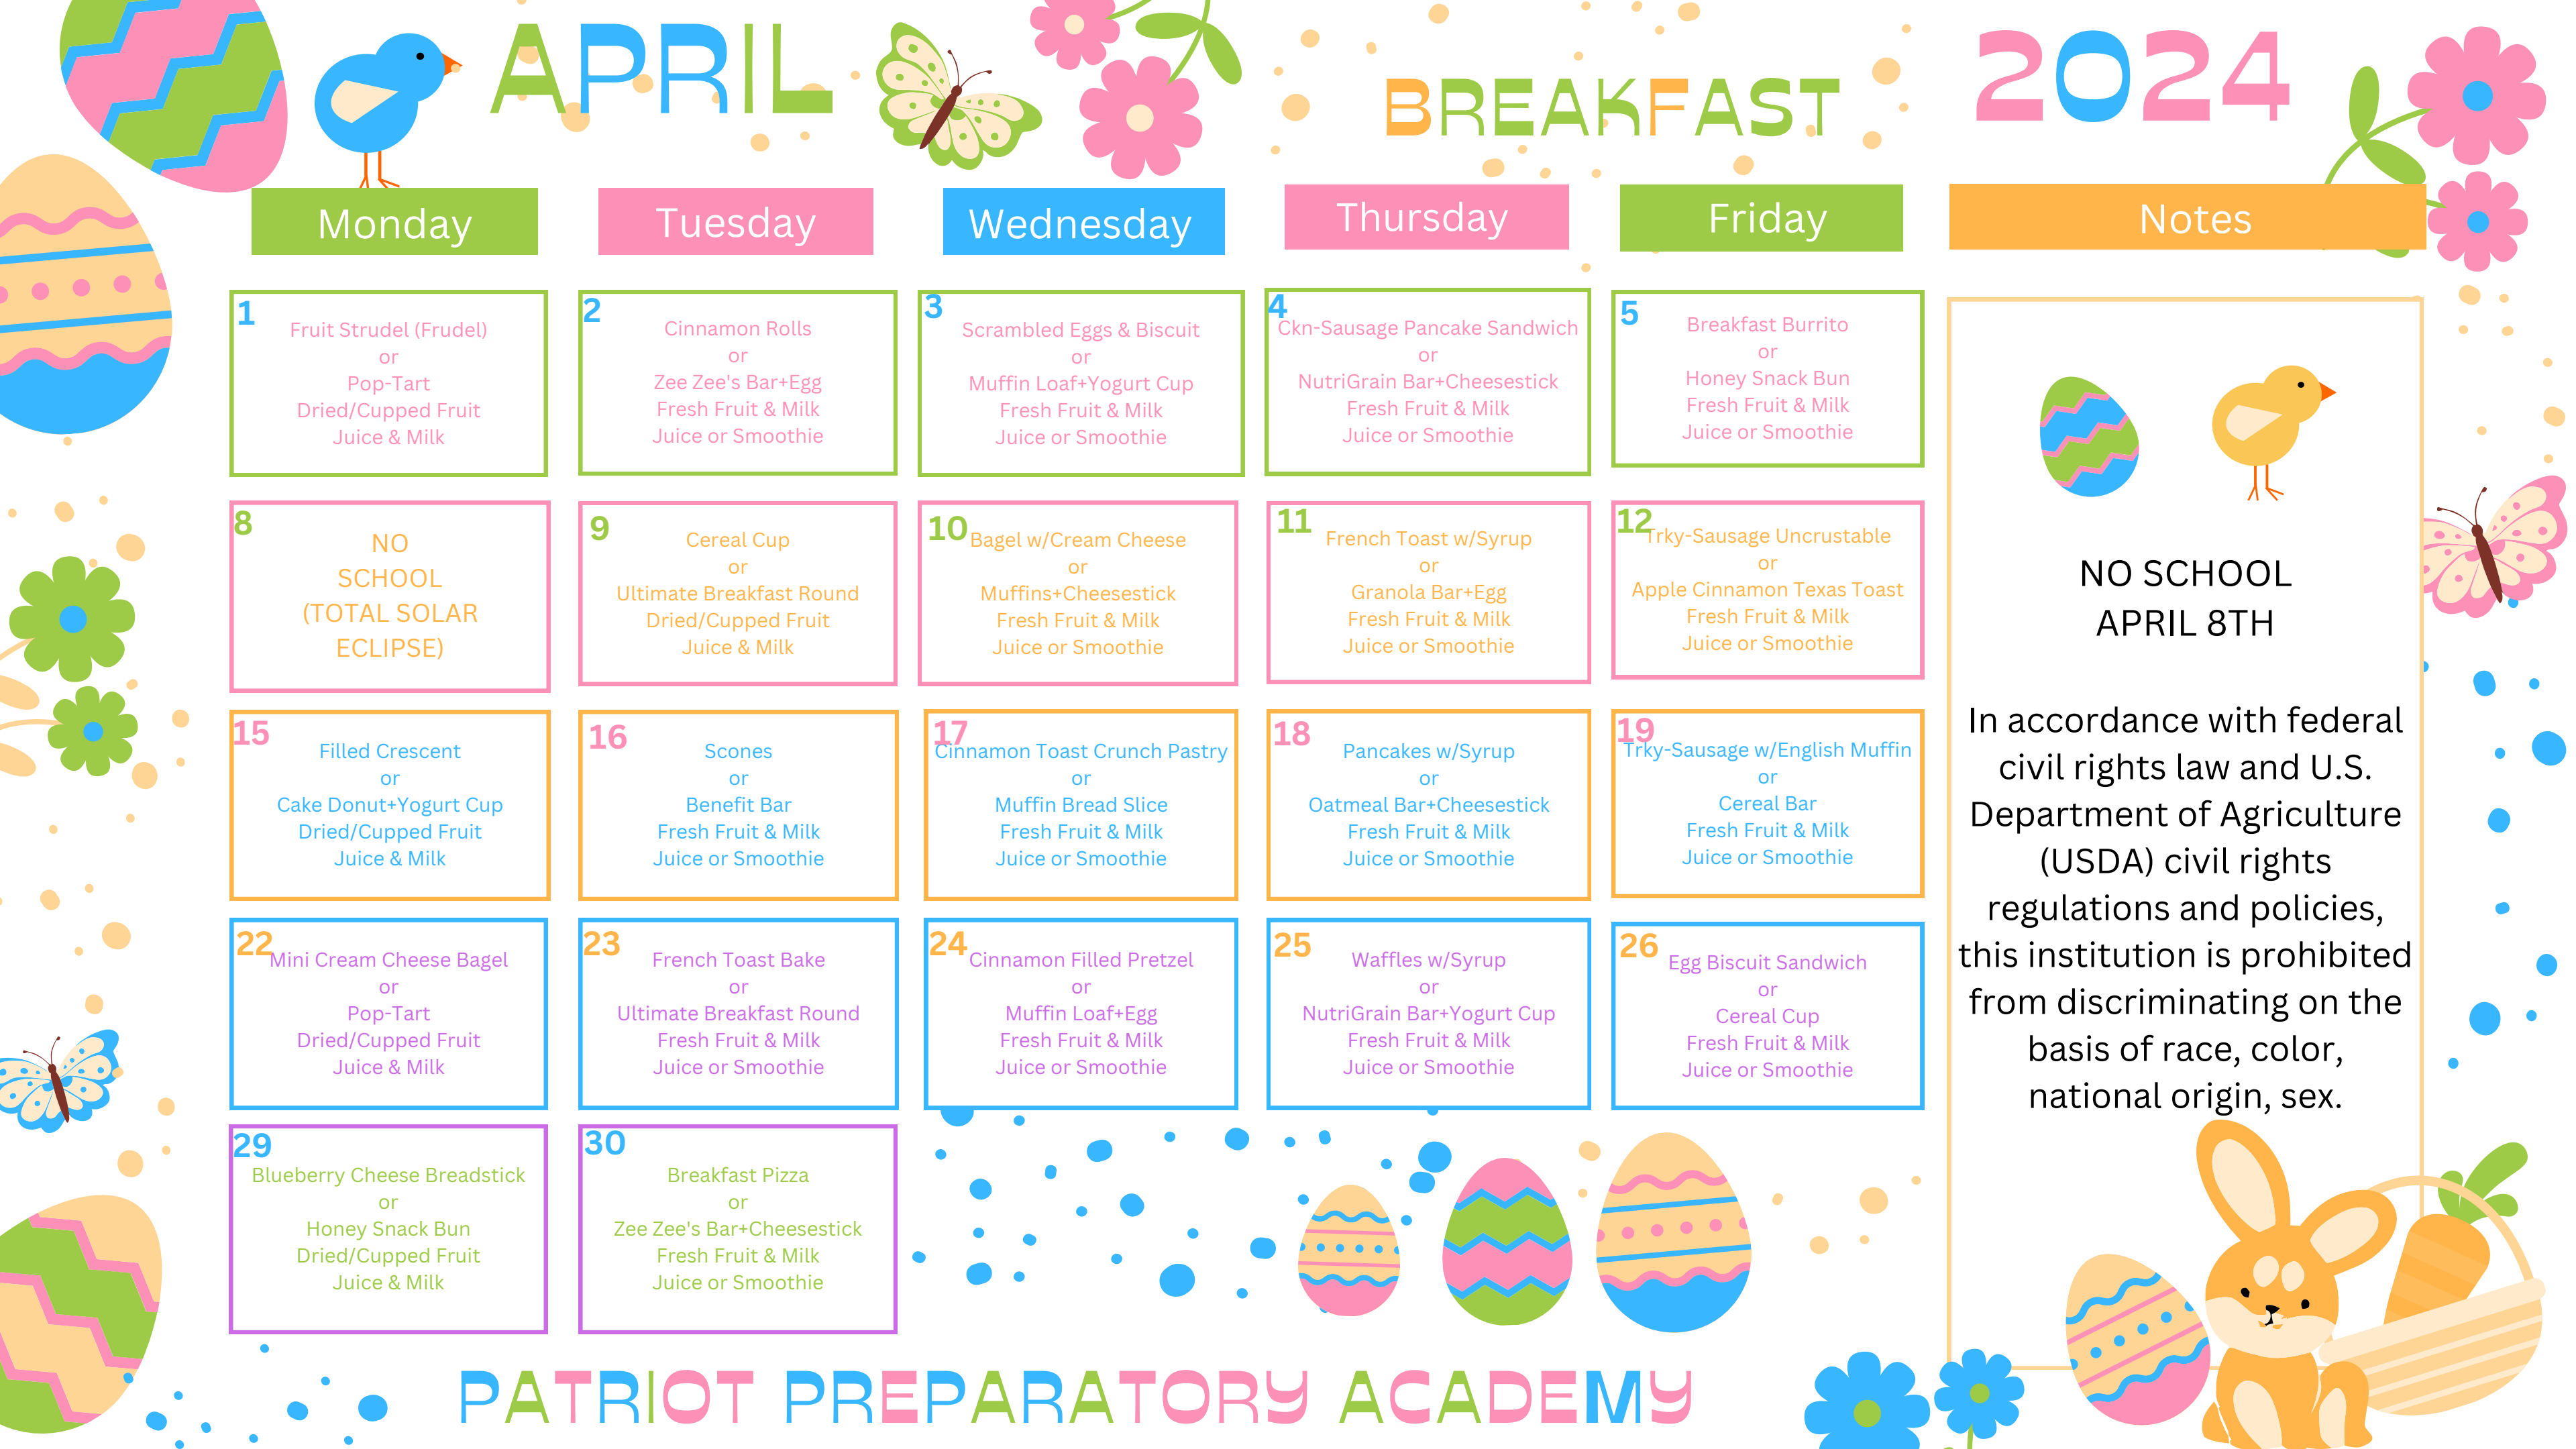 APRIL
BREAKFAST
2024
Monday
Tuesday
Wednesday
Thursday
Friday
Notes
1
Fruit Strudel (Frudel)
or
Pop-Tart
Dried/Cupped Fruit
Juice & Milk
2
Cinnamon Rolls
or
Zee Zee's Bar+Egg
Fresh Fruit & Milk
Juice or Smoothie
3
Scrambled Eggs & Biscuit
or
Muffin Loaf+Yogurt Cup
Fresh Fruit & Milk
Juice or Smoothie
4
Ckn-Sausage Pancake Sandwich
or
NutriGrain Bar+Cheesestick
Fresh Fruit & Milk
Juice or Smoothie
5
Breakfast Burrito
or
Honey Snack Bun
Fresh Fruit & Milk
Juice or Smoothie
8
NO
SCHOOL
(TOTAL SOLAR
ECLIPSE)
9
Cereal Cup
or
Ultimate Breakfast Round
Dried/Cupped Fruit
Juice & Milk
10
Bagel w/Cream Cheese
or
Muffins+Cheesestick
Fresh Fruit & Milk
Juice or Smoothie
11
French Toast w/Syrup
or
Granola Bar+Egg
Fresh Fruit & Milk
Juice or Smoothie
12
Trky-Sausage Uncrustable
or
Apple Cinnamon Texas Toast
Fresh Fruit & Milk
Juice or Smoothie
15
Filled Crescent
or
Cake Donut+Yogurt Cup
Dried/Cupped Fruit
Juice & Milk
16
Scones
or
Benefit Bar
Fresh Fruit & Milk
Juice or Smoothie
17
Cinnamon Toast Crunch Pastry
or
Muffin Bread Slice
Fresh Fruit & Milk
Juice or Smoothie
18
Pancakes w/Syrup
or
Oatmeal Bar+Cheesestick
Fresh Fruit & Milk
Juice or Smoothie
19
Trky-Sausage w/English Muffin
or
Cereal Bar
Fresh Fruit & Milk
Juice or Smoothie
22
Mini Cream Cheese Bagel
or
Pop-Tart
Dried/Cupped Fruit
Juice & Milk
23
French Toast Bake
or
Ultimate Breakfast Round
Fresh Fruit & Milk
Juice or Smoothie
24
Cinnamon Filled Pretzel
or
Muffin Loaf+Egg
Fresh Fruit & Milk
Juice or Smoothie
25
Waffles w/Syrup
or
NutriGrain Bar+Yogurt Cup
Fresh Fruit & Milk
Juice or Smoothie
26
Egg Biscuit Sandwich
or
Cereal Cup
Fresh Fruit & Milk
Juice or Smoothie
29
Blueberry Cheese Breadstick
or
Honey Snack Bun
Dried/Cupped Fruit
Juice & Milk
30
Breakfast Pizza
or
Zee Zee's Bar+Cheesestick
Fresh Fruit & Milk
Juice or Smoothie
NO SCHOOL
APRIL 8TH
In accordance with federal
civil rights law and U.S.
Department of Agriculture
(USDA) civil rights
regulations and policies,
this institution is prohibited
from discriminating on the
basis of race, color,
national origin, sex.
PATRIOT PREPARATORY ACADEMY